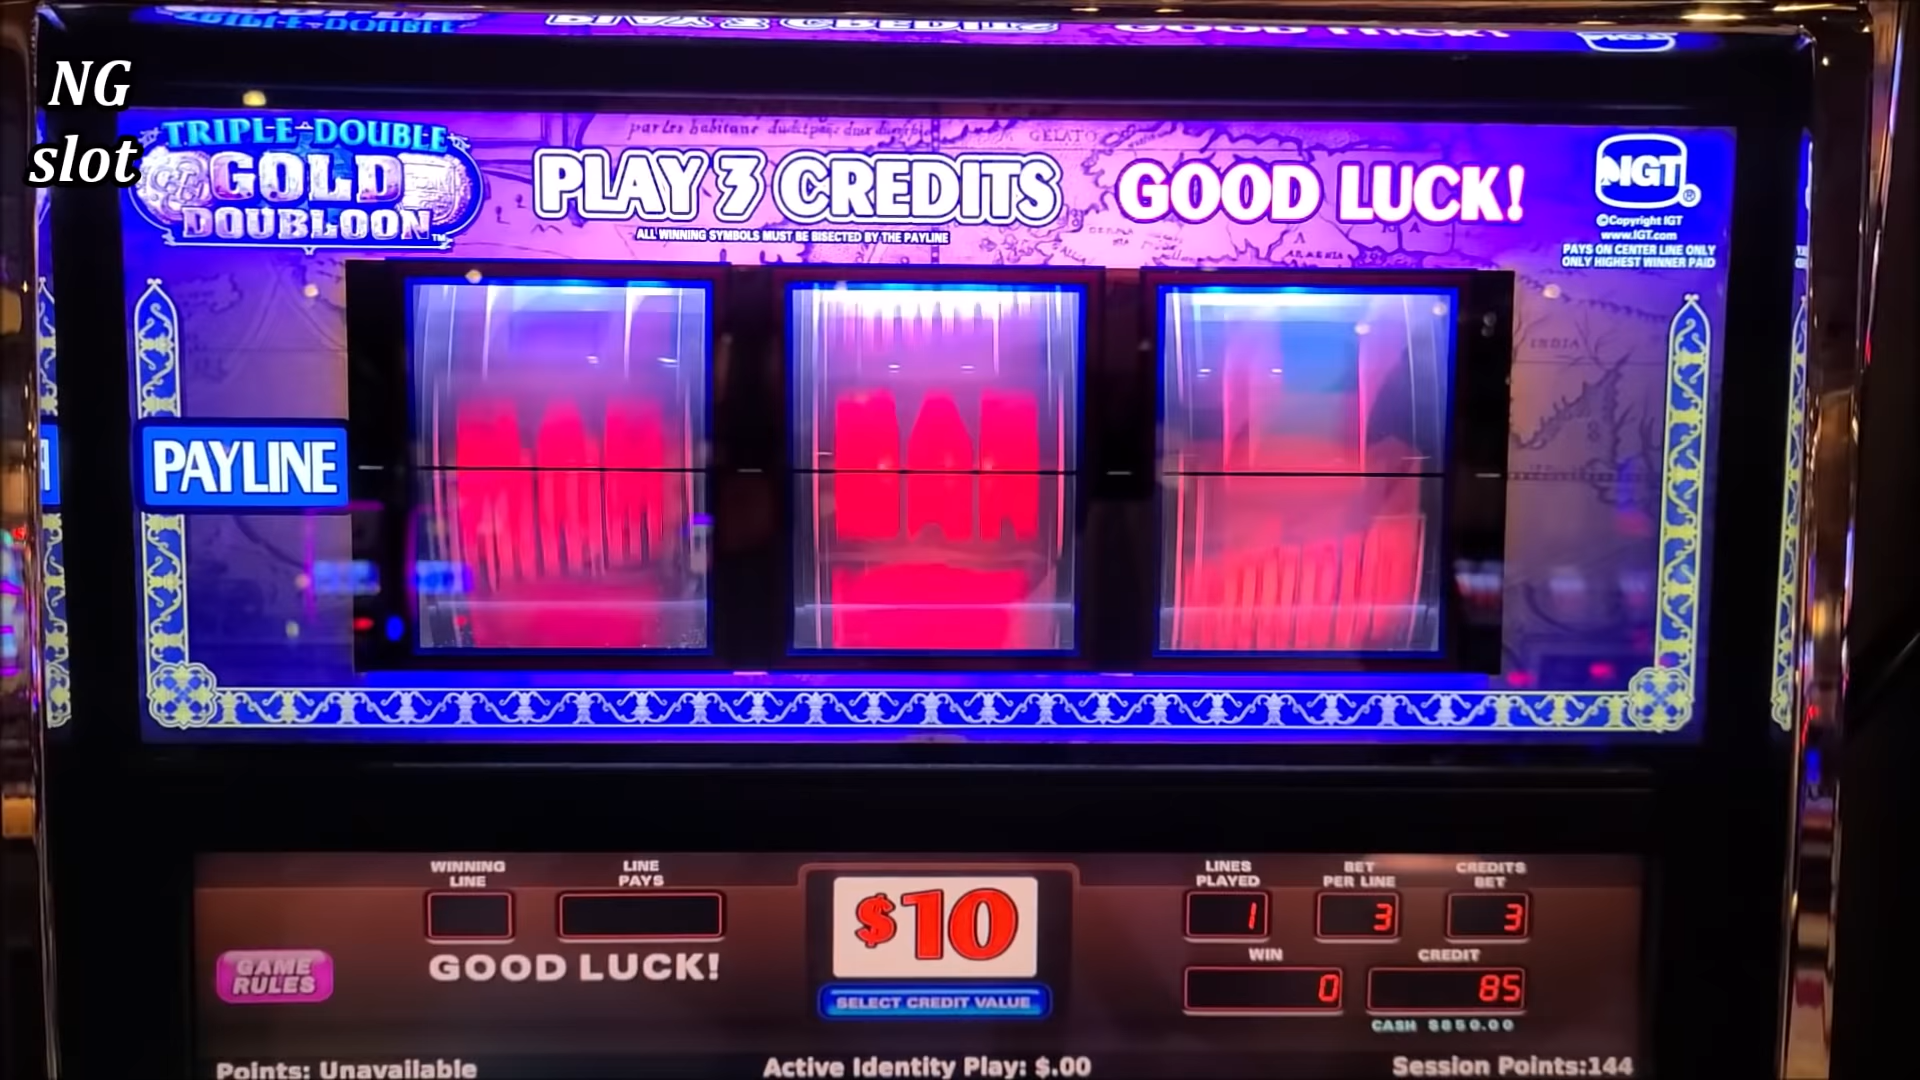 NG
slot
TRIPLE-DOUBLE
GOLD
DOUBLOON™
PLAY 3 CREDITS
ALL WINNING SYMBOLS MUST BE BISECTED BY THE PAYLINE
GOOD LUCK!
IGT®
©Copyright IGT
www.IGT.com
PAYS ON CENTER LINE ONLY
ONLY HIGHEST WINNER PAID
GELATO
INDIA
PAYLINE
WINNING
LINE
LINE
PAYS
GOOD LUCK!
GAME
RULES
$10
SELECT CREDIT VALUE
LINES
PLAYED
1
BET
PER LINE
3
CREDITS
BET
3
WIN
0
CREDIT
85
CASH $850.00
Points: Unavailable
Active Identity Play: $.00
Session Points:144